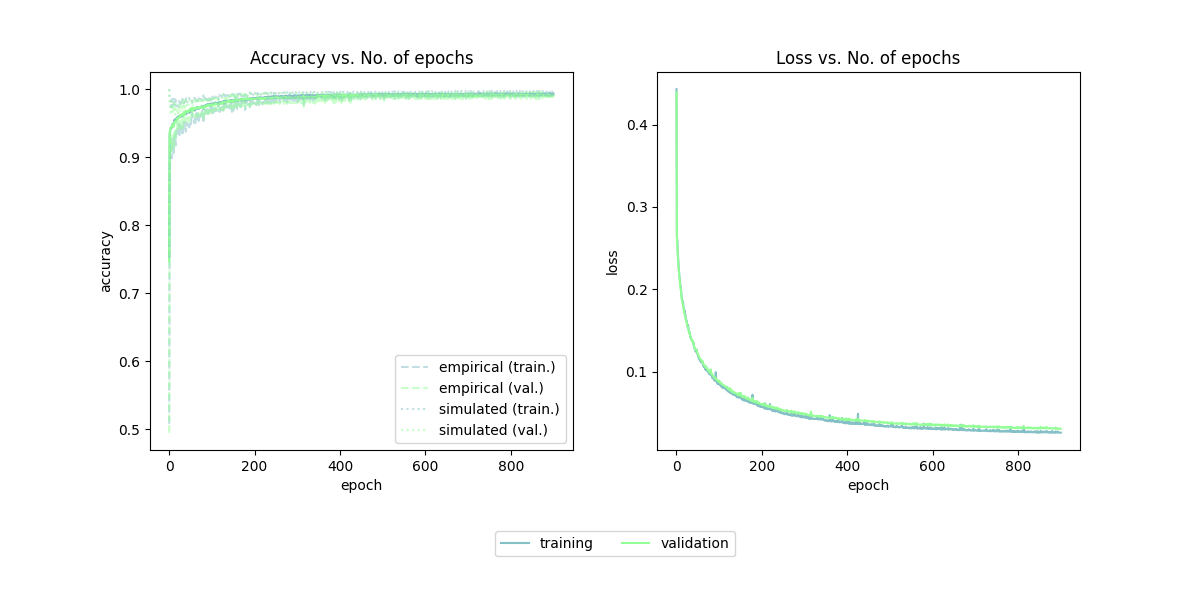 Accuracy vs. No. of epochs
accuracy
1.0
0.9
0.8
0.7
0.6
0.5
empirical (train.)
empirical (val.)
simulated (train.)
simulated (val.)
0 200 400 600 800
epoch
Loss vs. No. of epochs
loss
0.4
0.3
0.2
0.1
0 200 400 600 800
epoch
training validation